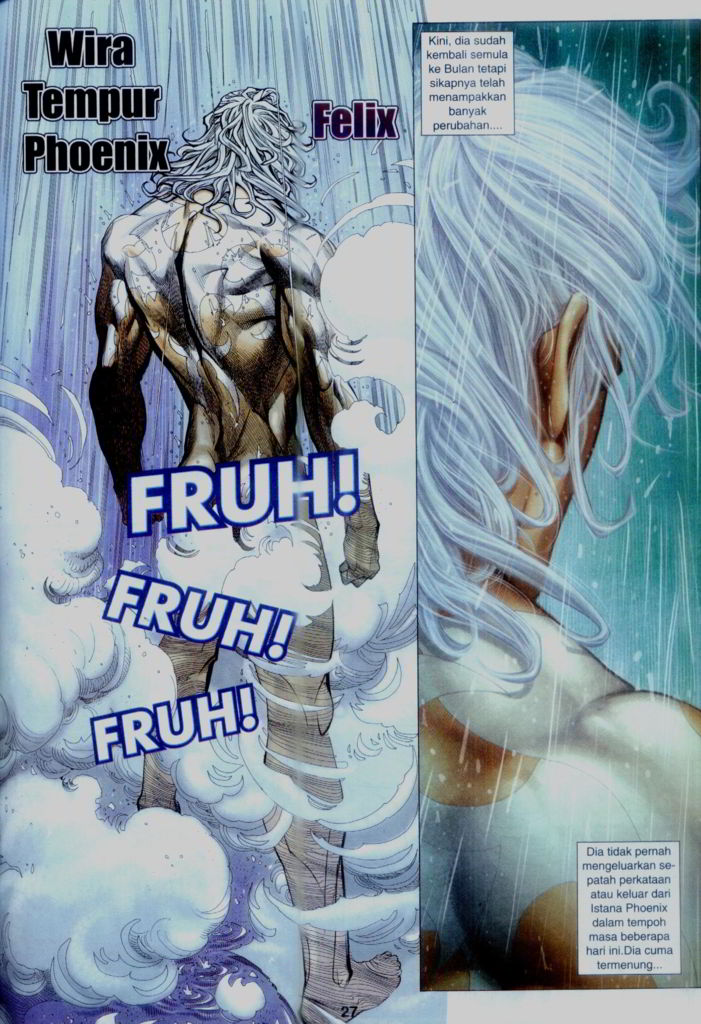 Wira
Tempur
Phoenix
Felix
FRUH!
FRUH!
FRUH!
27
Kini, dia sudah
kembali semula
ke Bulan tetapi
sikapnya telah
menampakkan
banyak
perubahan....
Dia tidak pernah
mengeluarkan se-
patah perkataan
atau keluar dari
Istana Phoenix
dalam tempoh
masa beberapa
hari ini.Dia cuma
termenung...